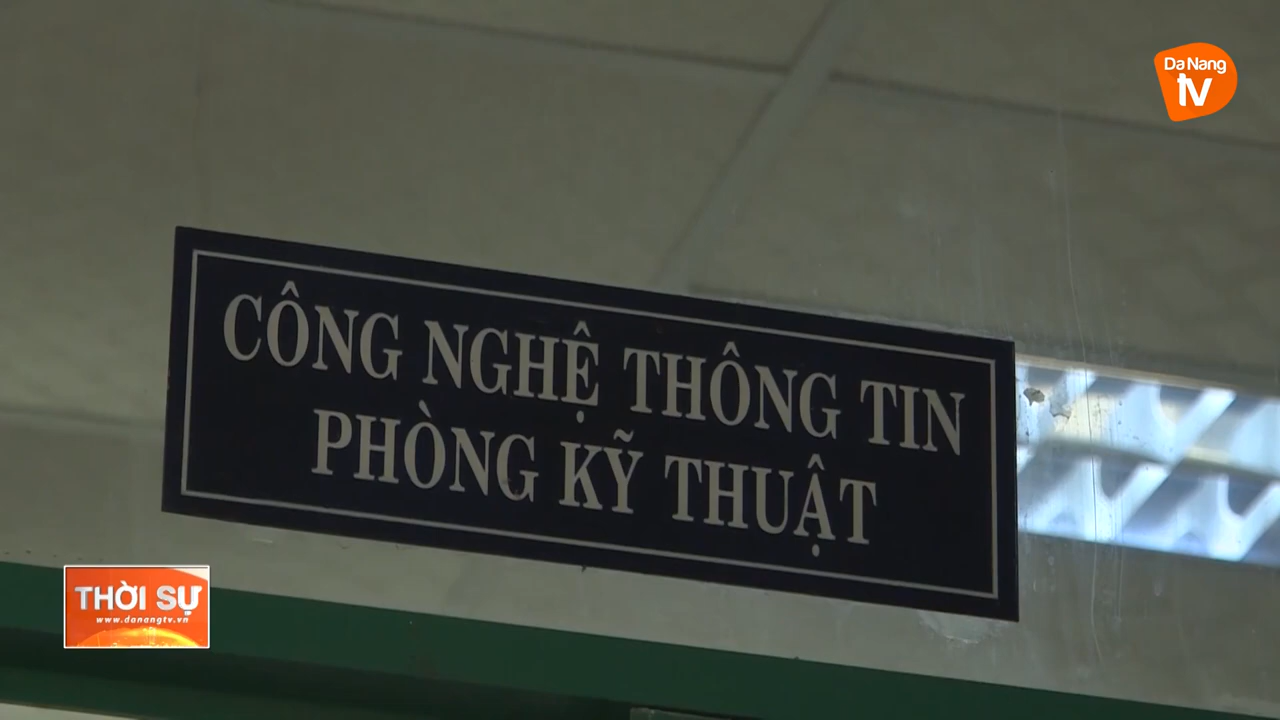 Da Nang
tv
CÔNG NGHỆ THÔNG TIN
PHÒNG KỸ THUẬT
THỜI SỰ
www.danangtv.vn